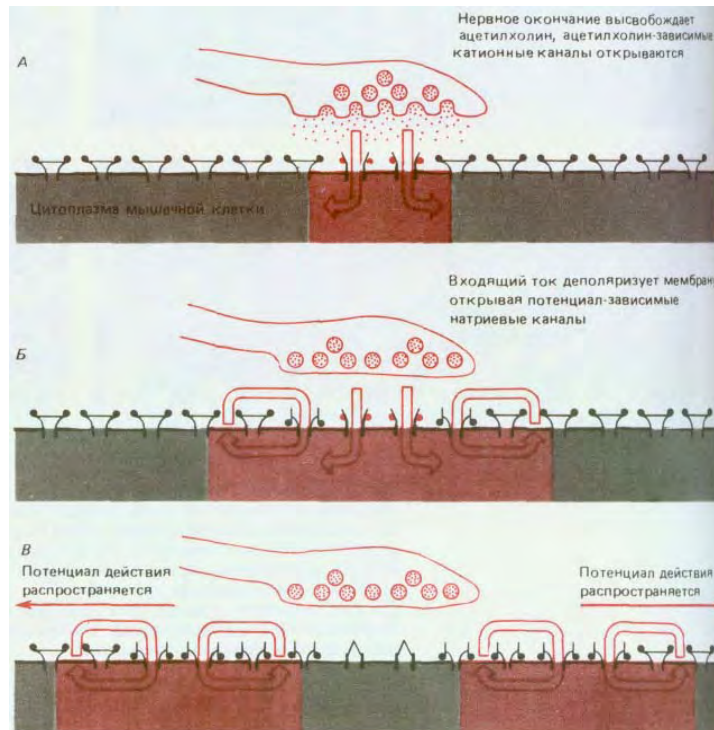 Нервное окончание высвобождает
ацетилхолин, ацетилхолин-зависимые
катионные каналы открываются
А
Цитоплазма мышечной клетки
Входящий ток деполяризует мембран
открывая потенциал-зависимые
натриевые каналы
Б
В
Потенциал действия
распространяется
Потенциал действия
распространяется